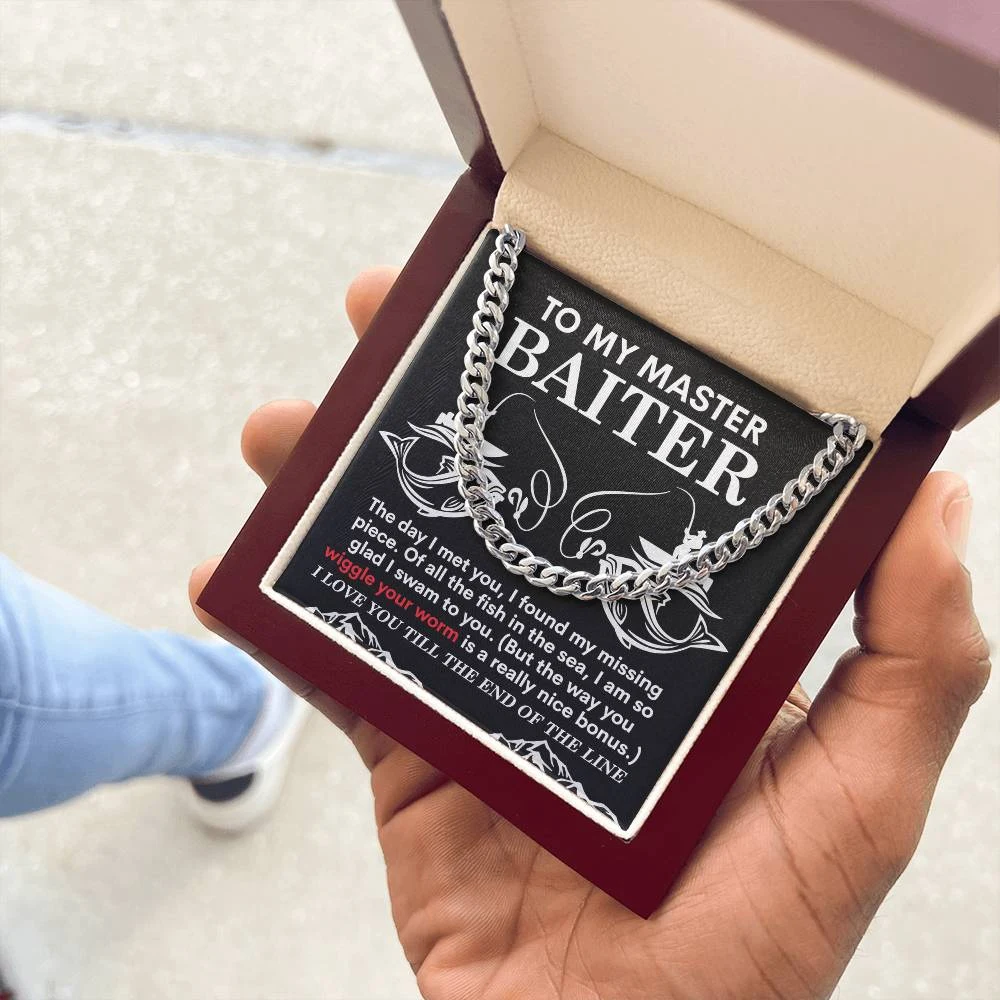 TO MY MASTER
BAITER
The day I met you, I found my missing
piece. Of all the fish in the sea, I am so
glad I swam to you. (But the way you
wiggle your worm is a really nice bonus.)
I LOVE YOU TILL THE END OF THE LINE